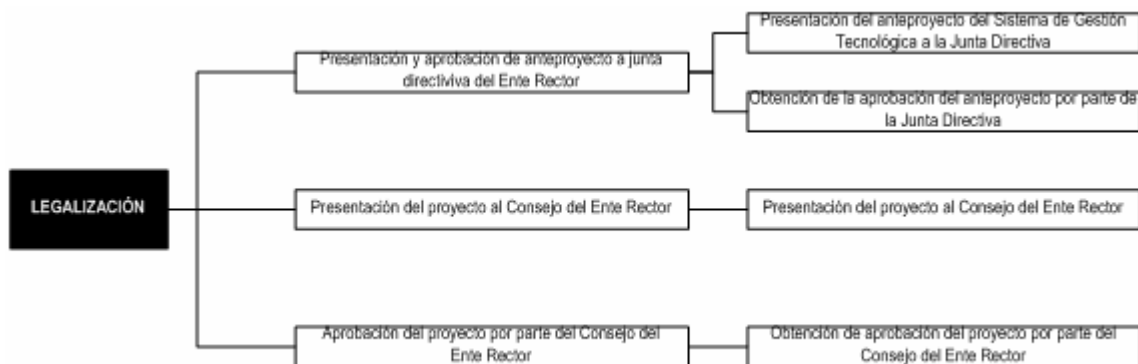 Presentación del anteproyecto del Sistema de Gestión
Tecnológica a la Junta Directiva
Presentación y aprobación de anteproyecto a junta
directiviva del Ente Rector
Obtención de la aprobación del anteproyecto por parte de
la Junta Directiva
LEGALIZACIÓN
Presentación del proyecto al Consejo del Ente Rector
Presentación del proyecto al Consejo del Ente Rector
Aprobación del proyecto por parte del Consejo del
Ente Rector
Obtención de aprobación del proyecto por parte del
Consejo del Ente Rector